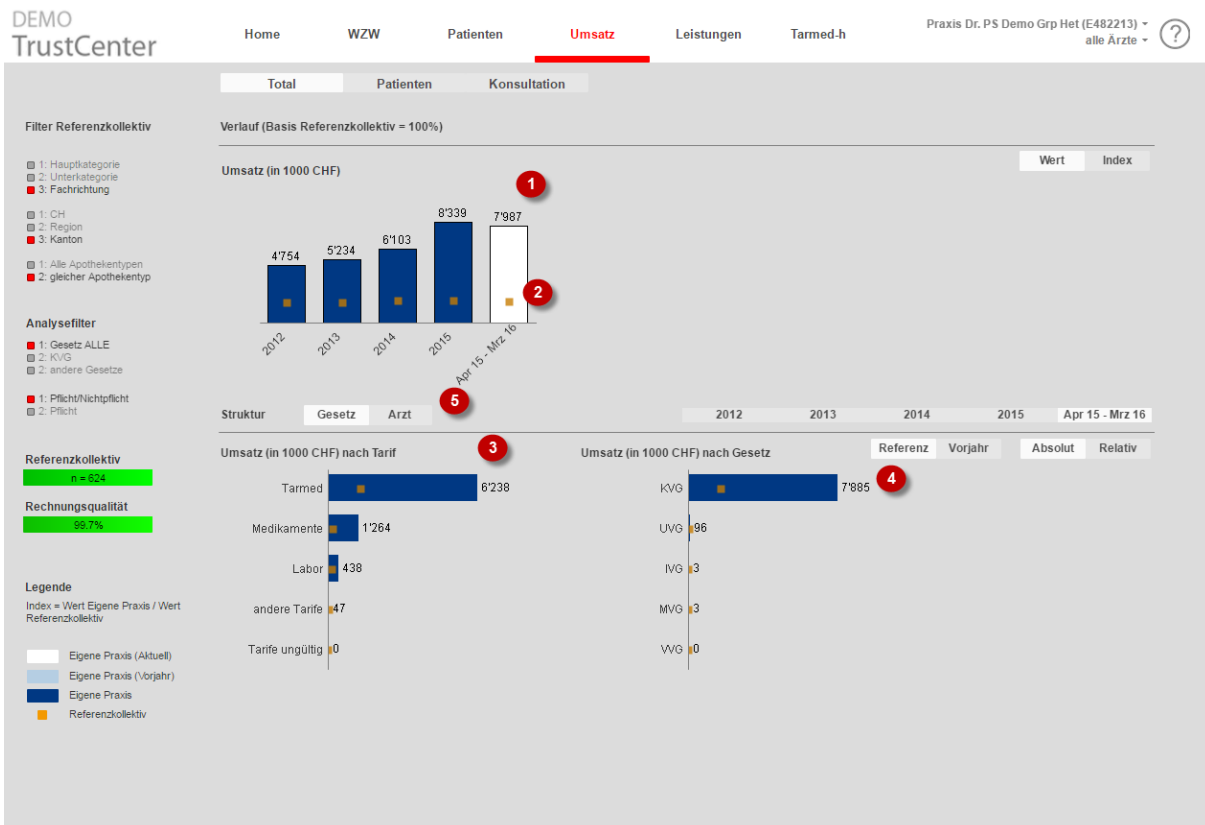 DEMO
TrustCenter
Home WZW Patienten Umsatz Leistungen Tarmed-h
Praxis Dr. PS Demo Grp Het (E482213)
alle Ärzte
?
Total Patienten Konsultation
Filter Referenzkollektiv
1: Hauptkategorie
2: Unterkategorie
3: Fachrichtung
1: CH
2: Region
3: Kanton
1: Alle Apothekentypen
2: gleicher Apothekentyp
Analysefilter
1: Gesetz ALLE
2: KVG
2: andere Gesetze
1: Pflicht/Nichtpflicht
2: Pflicht
Referenzkollektiv
n = 624
Rechnungsqualität
99.7%
Legende
Index = Wert Eigene Praxis / Wert
Referenzkollektiv
Eigene Praxis (Aktuell)
Eigene Praxis (Vorjahr)
Eigene Praxis
Referenzkollektiv
Verlauf (Basis Referenzkollektiv = 100%)
Wert Index
Umsatz (in 1000 CHF)
1
4'754 5'234 6'103 8'339 7'987
2
2012 2013 2014 2015 Apr 15 - Mrz 16
5
Struktur Gesetz Arzt
2012 2013 2014 2015 Apr 15 - Mrz 16
Umsatz (in 1000 CHF) nach Tarif
3
Tarmed 6'238
Medikamente 1'264
Labor 438
andere Tarife 47
Tarife ungültig 0
Umsatz (in 1000 CHF) nach Gesetz
Referenz Vorjahr Absolut Relativ
4
KVG 7'885
UVG 96
IVG 3
MVG 3
VVG 0